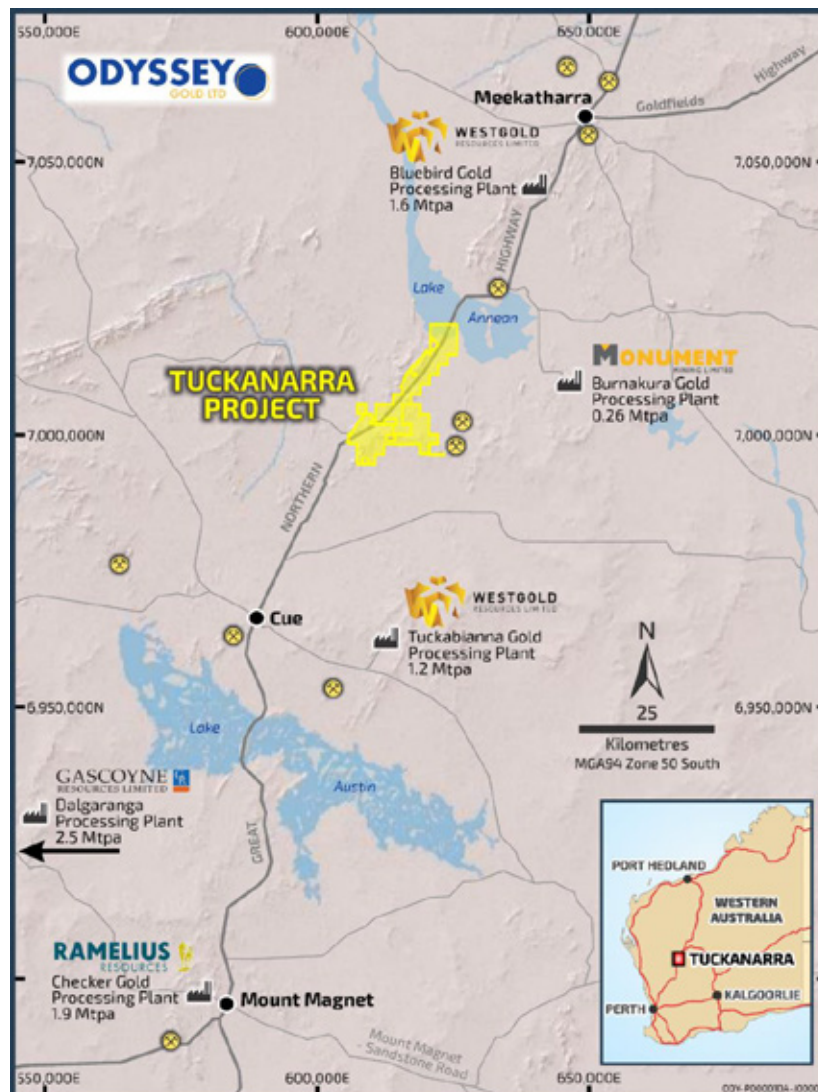 550,000E
600,000E
650,000E
ODYSSEY
GOLD LTD
Highway
Goldfields
Meekatharra
WESTGOLD
RESOURCES LIMITED
7,050,000N
7,050,000N
Bluebird Gold
Processing Plant
1.6 Mtpa
HIGHWAY
Lake
Annean
TUCKANARRA
PROJECT
MONUMENT
MINING LIMITED
Burnakura Gold
Processing Plant
0.26 Mtpa
7,000,000N
7,000,000N
NORTHERN
Cue
WESTGOLD
RESOURCES LIMITED
Tuckabianna Gold
Processing Plant
1.2 Mtpa
N
6,950,000N
6,950,000N
25
Kilometres
MGA94 Zone 50 South
Lake
Austin
GASCOYNE
RESOURCES LIMITED
Dalgaranga
Processing Plant
2.5 Mtpa
GREAT
PORT HEDLAND
WESTERN
AUSTRALIA
TUCKANARRA
KALGOORLIE
PERTH
RAMELIUS
RESOURCES
Checker Gold
Processing Plant
1.9 Mtpa
Mount Magnet
Mount Magnet
Sandstone Road
550,000E
600,000E
650,000E